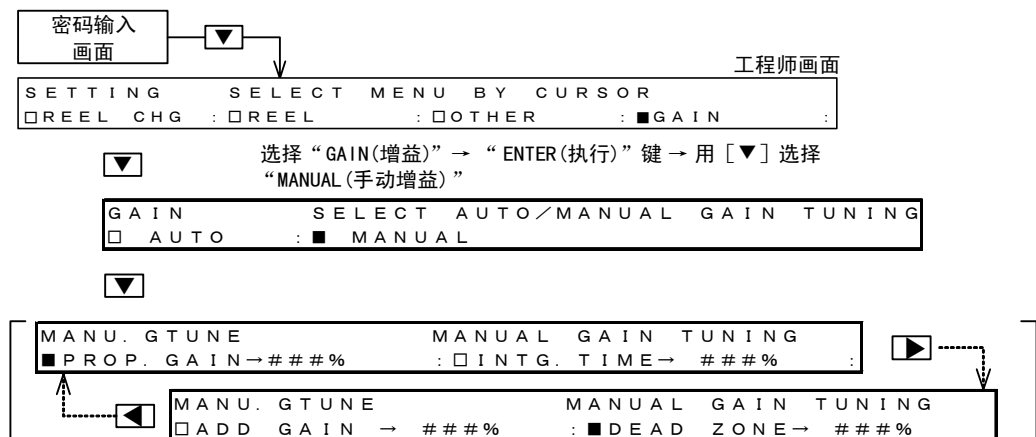 密码输入
画面
▼
工程师画面
SETTING SELECT MENU BY CURSOR
□REEL CHG :□REEL :□OTHER :■GAIN :
▼
选择“GAIN(增益)”→ “ENTER(执行)”键→用［▼］选择
“MANUAL(手动增益)”
GAIN SELECT AUTO／MANUAL GAIN TUNING
□ AUTO :■ MANUAL
▼
MANU. GTUNE MANUAL GAIN TUNING
■PROP. GAIN→###% :□INTG. TIME→ ###% :
▶
◀
MANU. GTUNE MANUAL GAIN TUNING
□ADD GAIN → ###% :■DEAD ZONE→ ###%